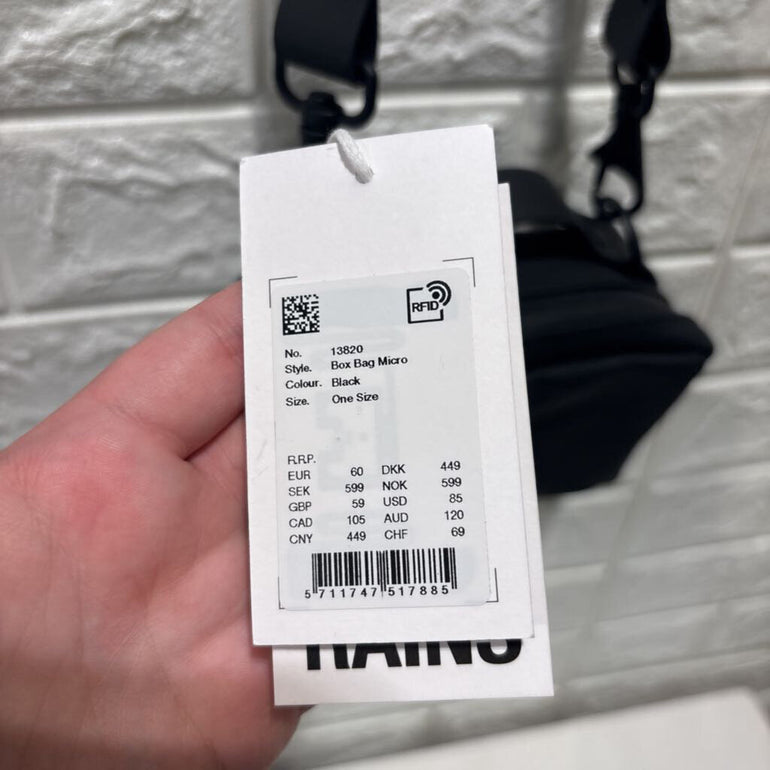 RFID
No. 13820
Style. Box Bag Micro
Colour. Black
Size. One Size
R.R.P.
EUR 60 DKK 449
SEK 599 NOK 599
GBP 59 USD 85
CAD 105 AUD 120
CNY 449 CHF 69
5 711747 517885
RAINS